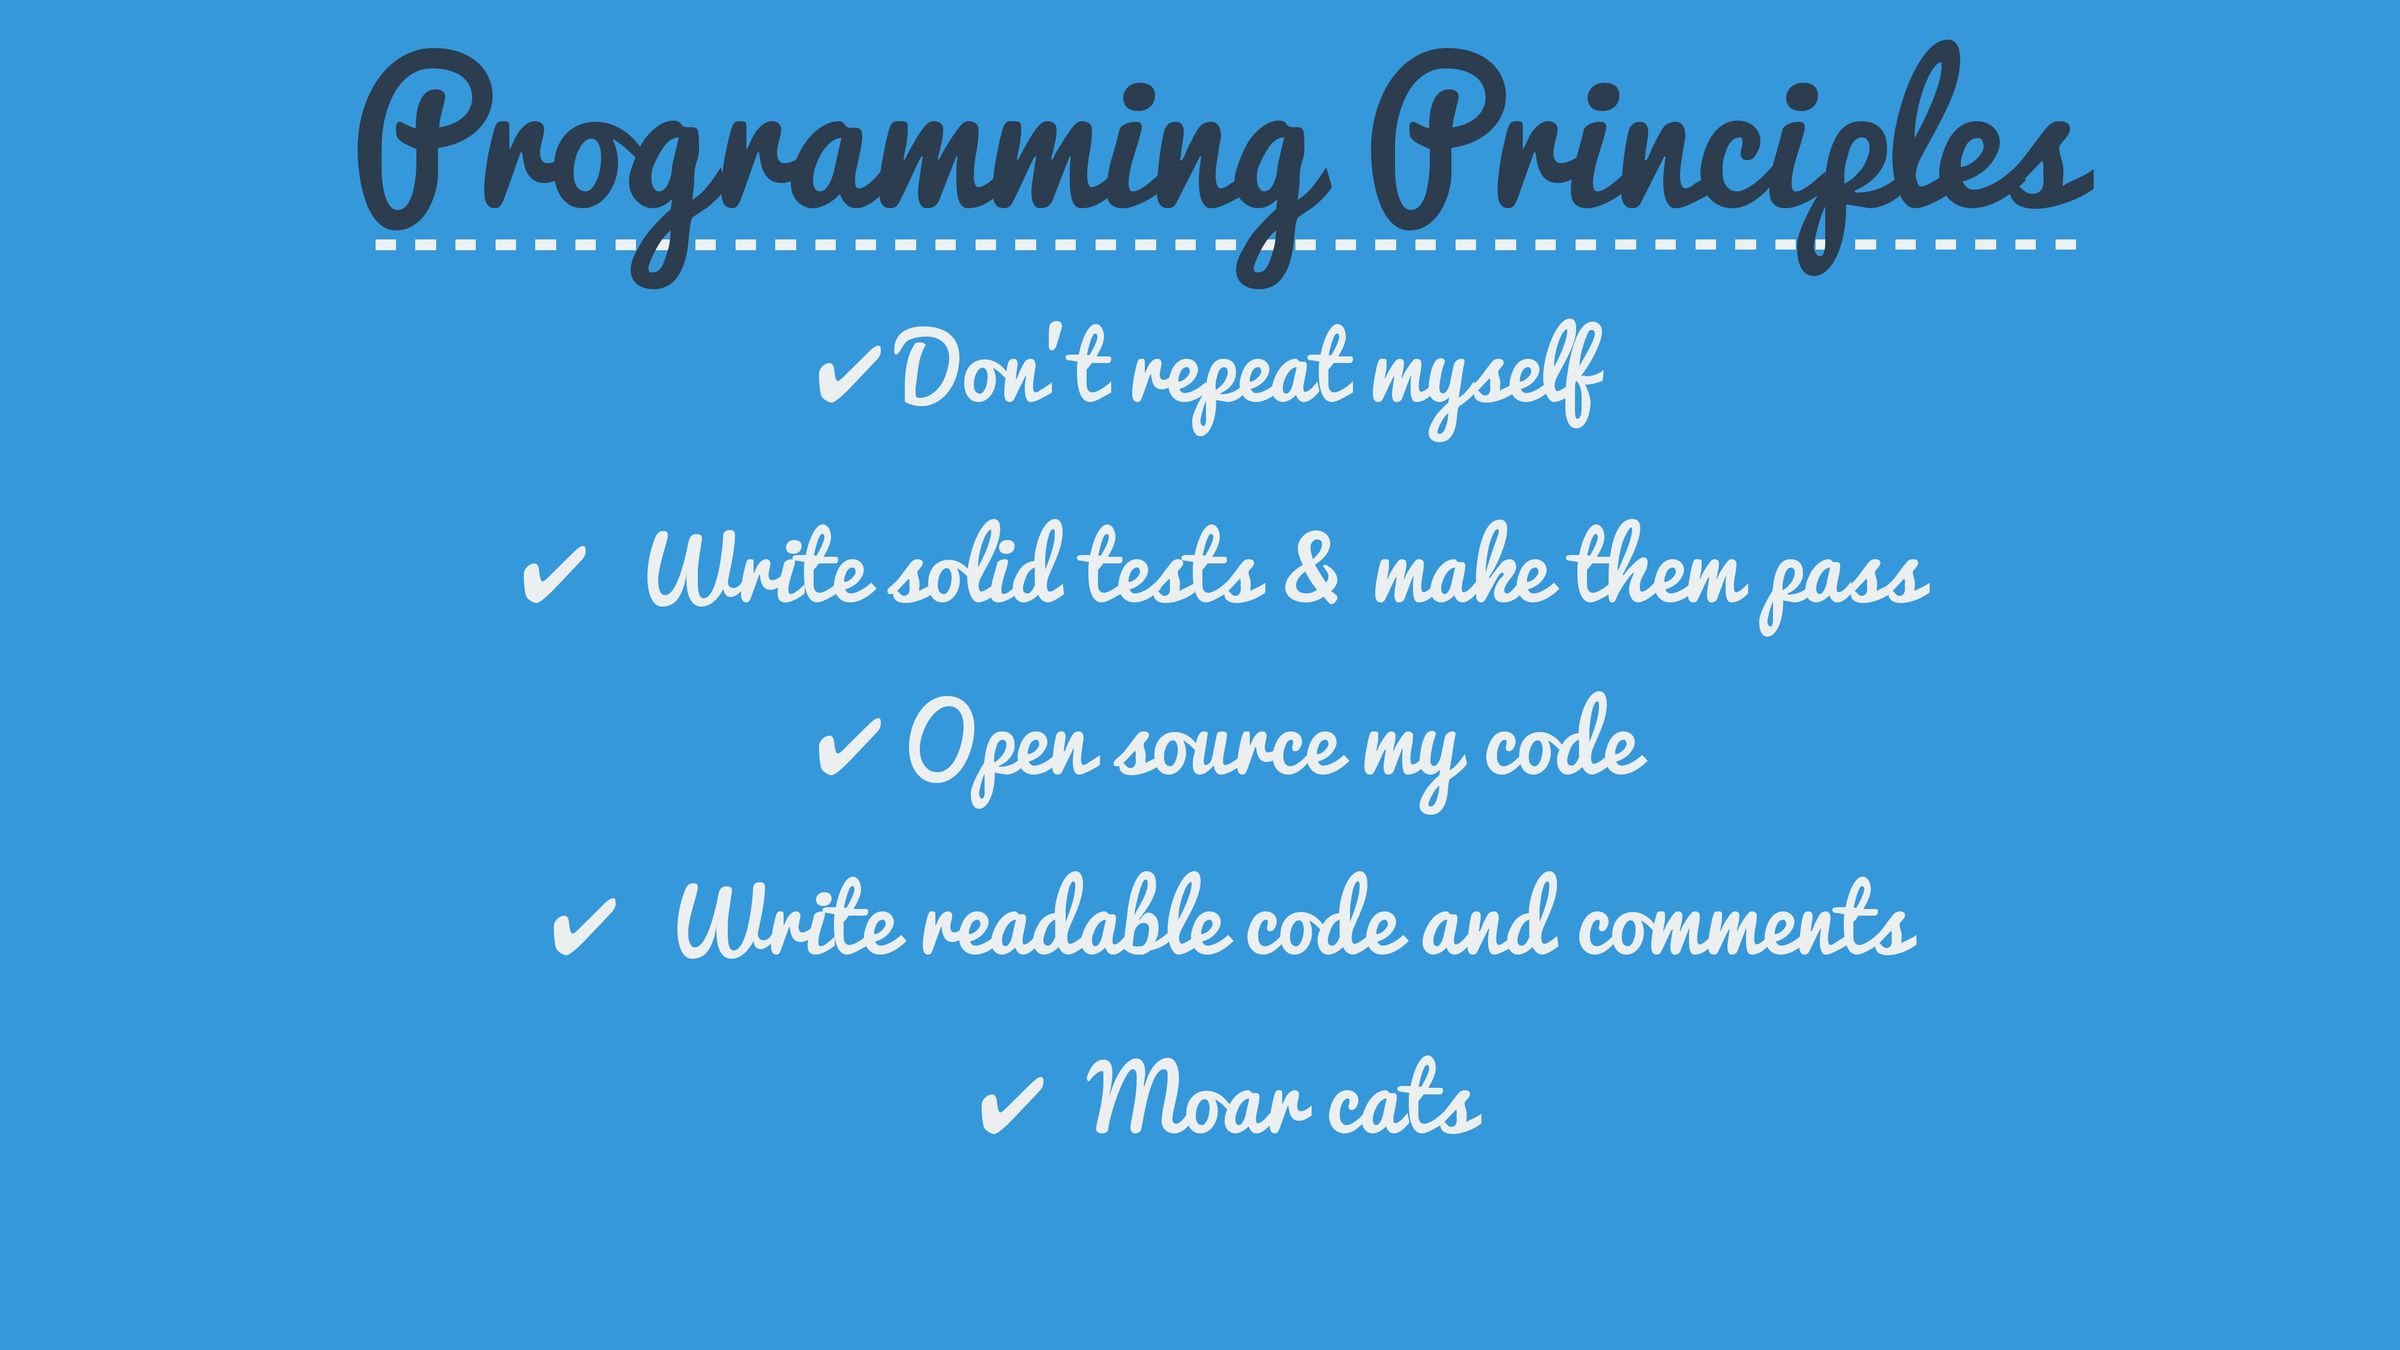 Programming Principles
✔ Don't repeat myself
✔ Write solid tests & make them pass
✔ Open source my code
✔ Write readable code and comments
✔ Moar cats